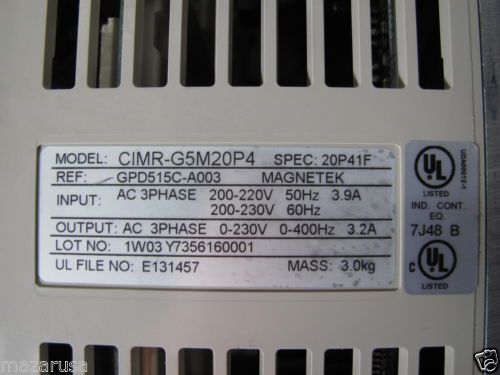 MODEL: CIMR-G5M20P4 SPEC: 20P41F
REF: GPD515C-A003 MAGNETEK
INPUT: AC 3PHASE 200-220V 50Hz 3.9A
200-230V 60Hz
OUTPUT: AC 3PHASE 0-230V 0-400Hz 3.2A
LOT NO: 1W03 Y7356160001
UL FILE NO: E131457 MASS: 3.0kg
UL
LISTED
IND. CONT.
EQ.
7J48 B
C UL
LISTED
mazarusa